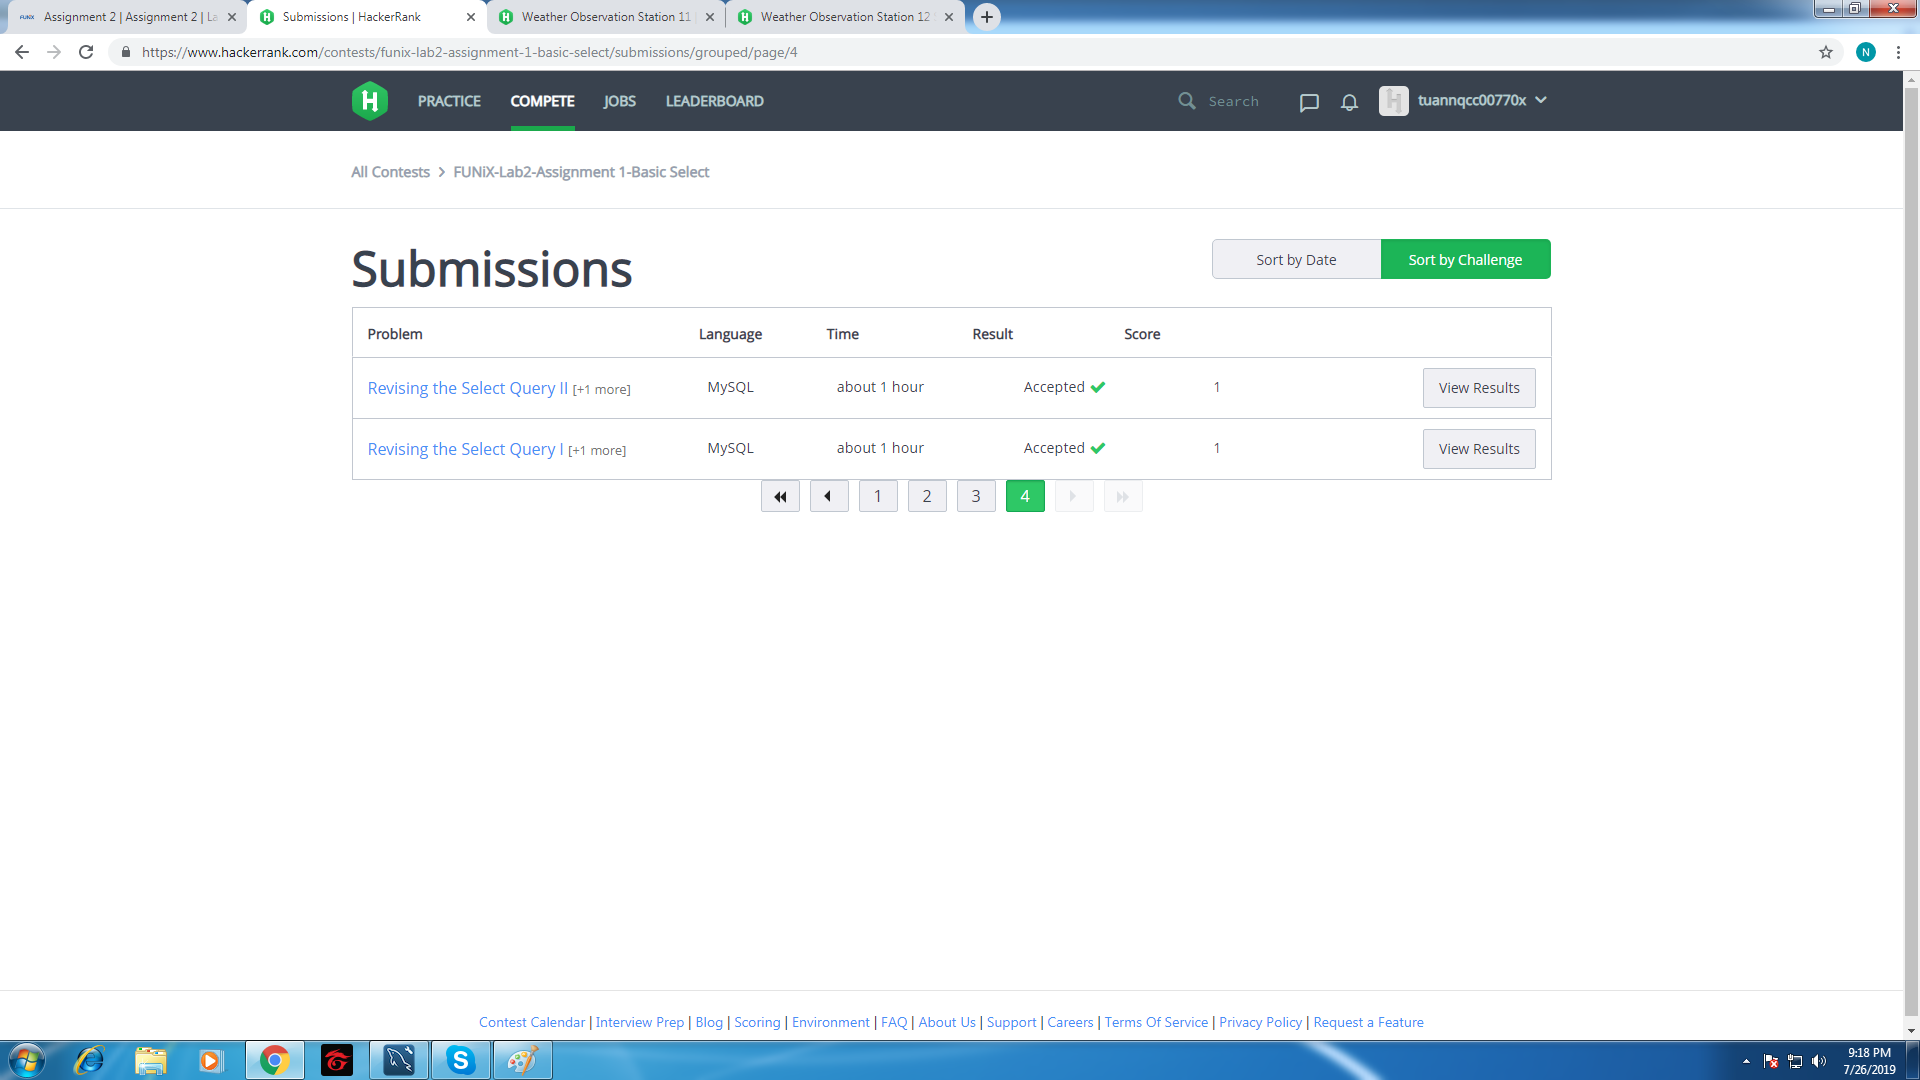 FUNiX Assignment 2 | Assignment 2 | La
Submissions | HackerRank
Weather Observation Station 11 |
Weather Observation Station 12
https://www.hackerrank.com/contests/funix-lab2-assignment-1-basic-select/submissions/grouped/page/4
N
H PRACTICE COMPETE JOBS LEADERBOARD Search H tuannqcc00770x
All Contests > FUNiX-Lab2-Assignment 1-Basic Select
Submissions
Sort by Date Sort by Challenge
Problem Language Time Result Score
Revising the Select Query II [+1 more] MySQL about 1 hour Accepted 1 View Results
Revising the Select Query I [+1 more] MySQL about 1 hour Accepted 1 View Results
1 2 3 4
Contest Calendar | Interview Prep | Blog | Scoring | Environment | FAQ | About Us | Support | Careers | Terms Of Service | Privacy Policy | Request a Feature
9:18 PM
7/26/2019